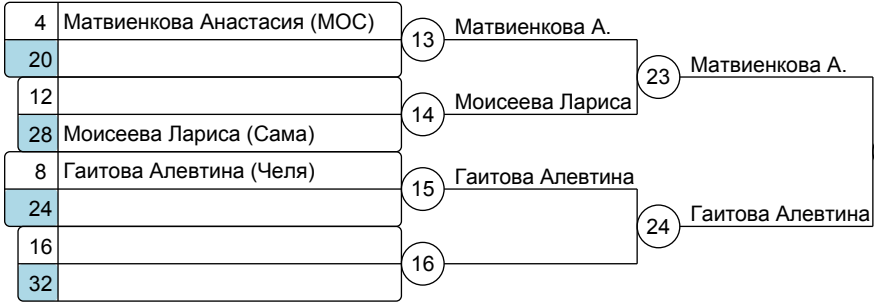 4 Матвиенкова Анастасия (МОС)
20
13 Матвиенкова А.
12
28 Моисеева Лариса (Сама)
14 Моисеева Лариса
23 Матвиенкова А.
8 Гаитова Алевтина (Челя)
24
15 Гаитова Алевтина
16
32
16
24 Гаитова Алевтина